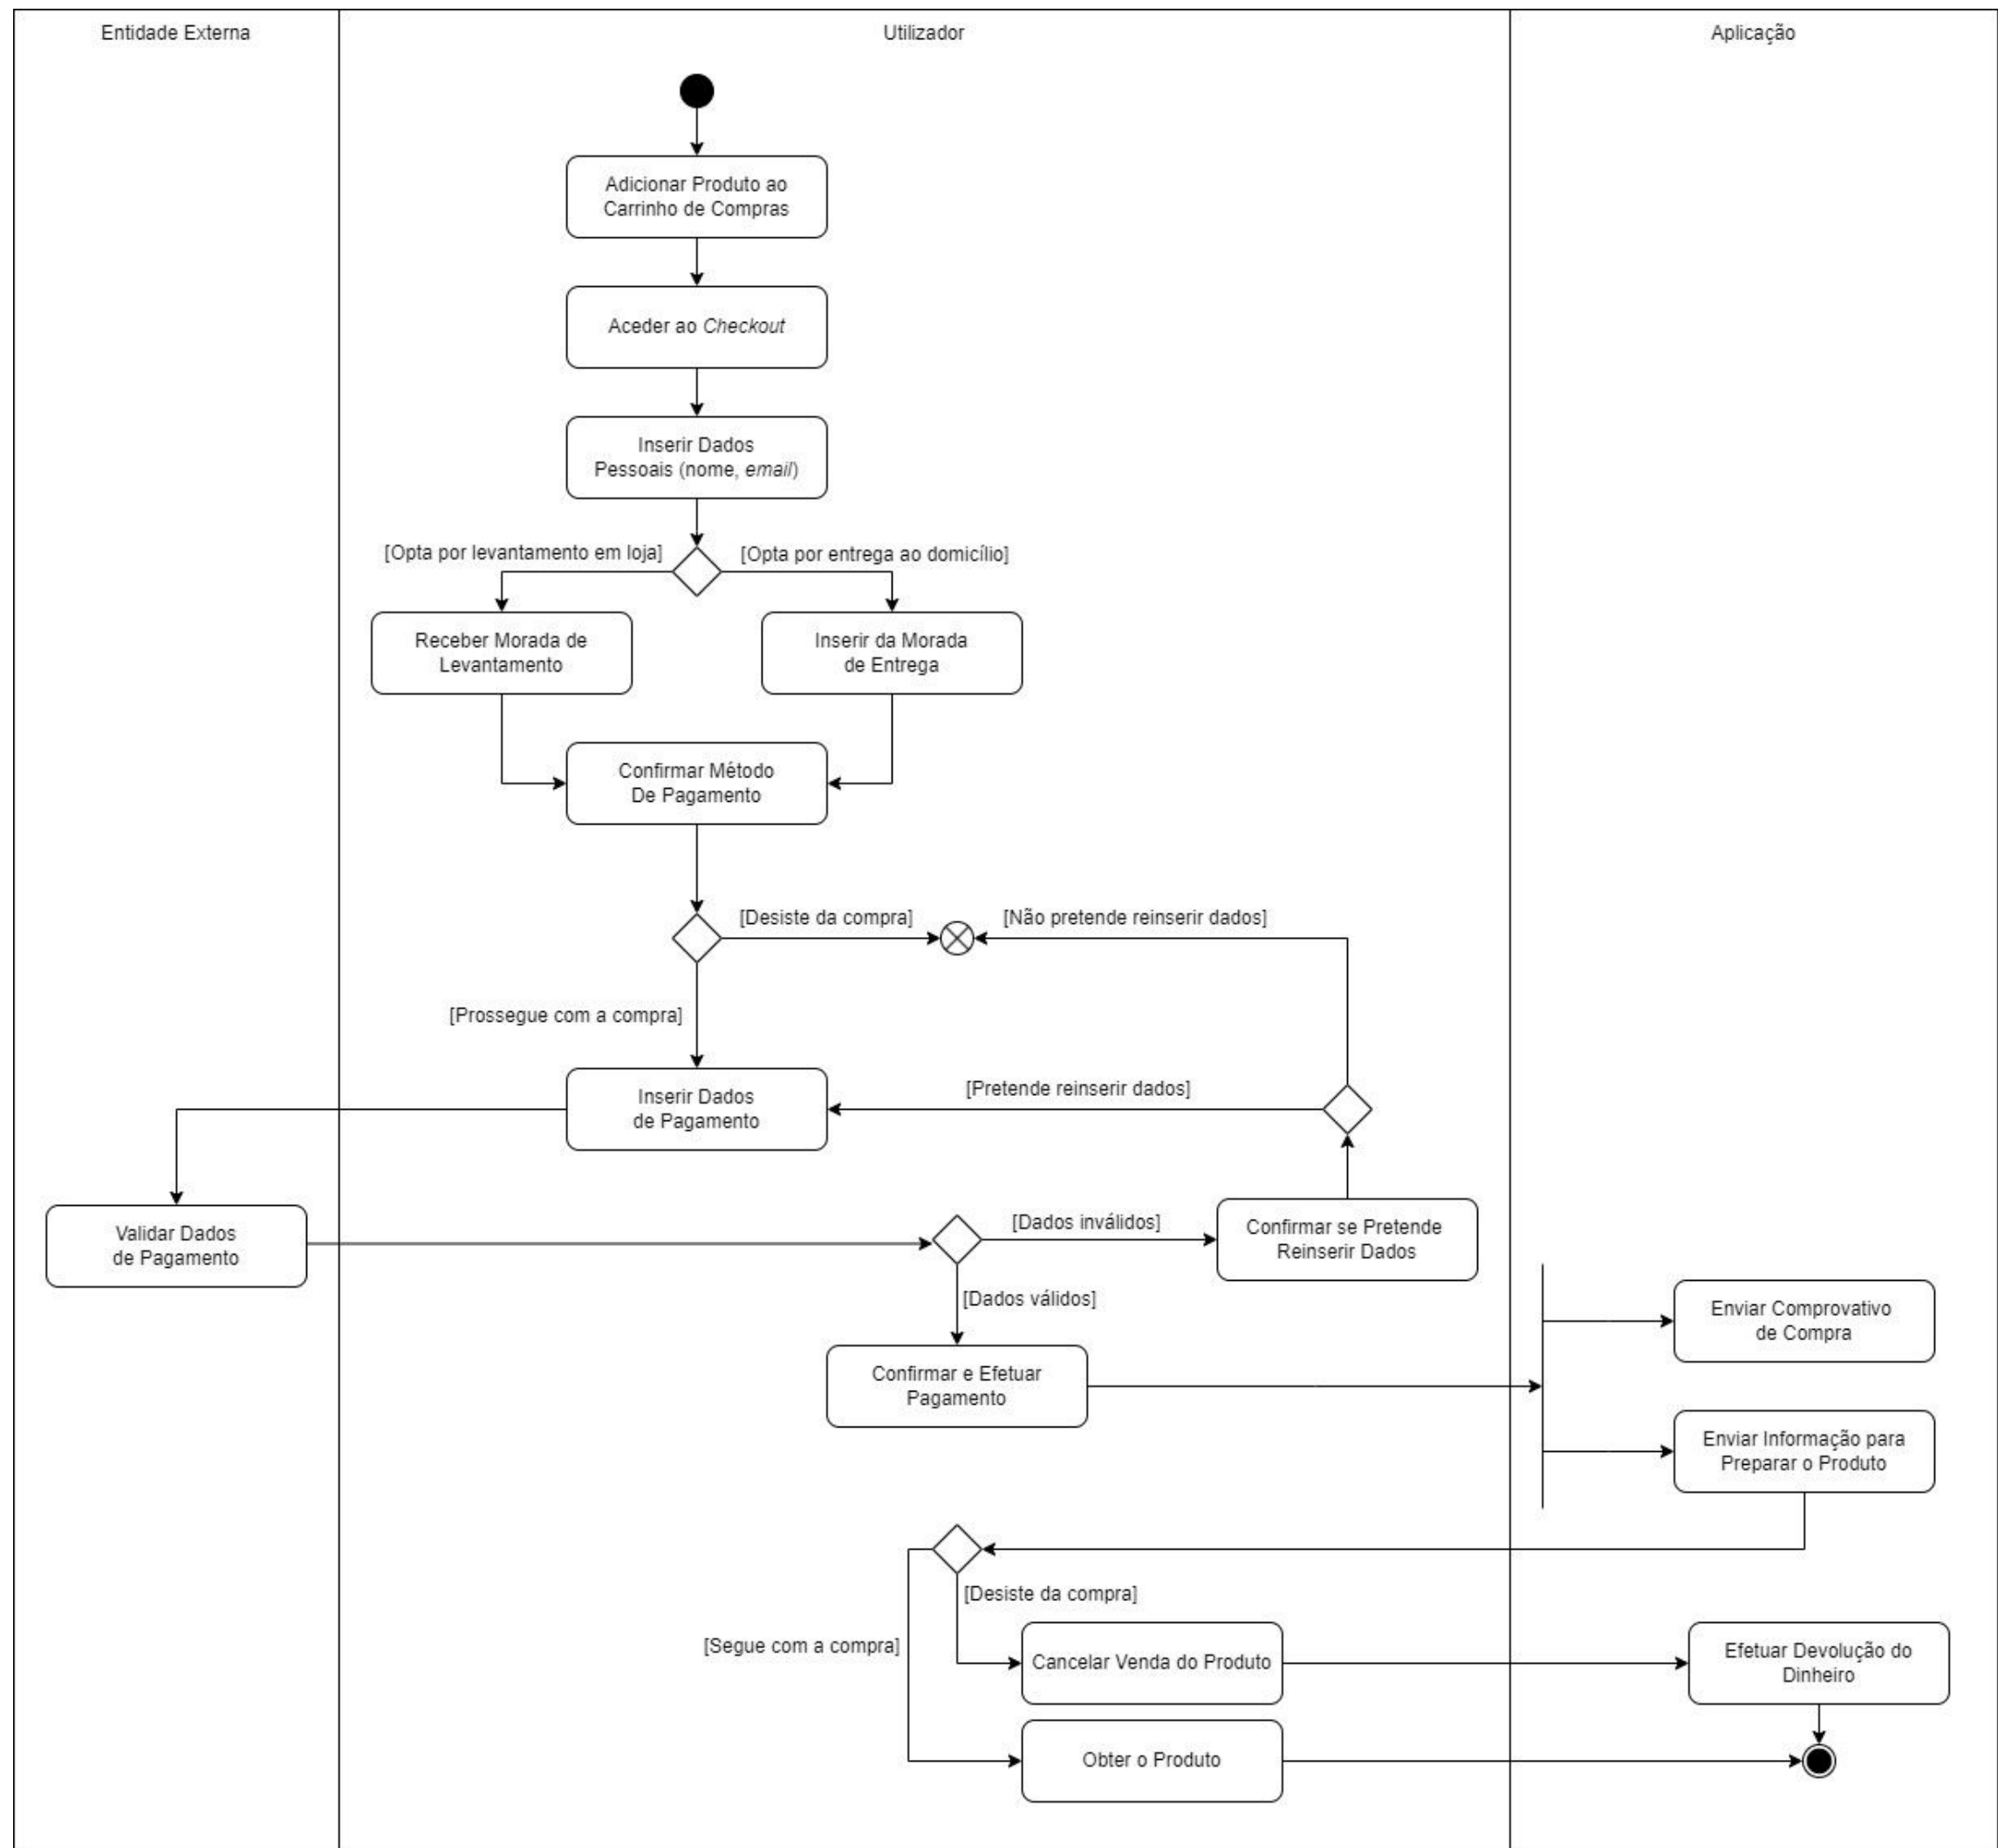 Entidade Externa
Utilizador
Aplicação
Adicionar Produto ao
Carrinho de Compras
Aceder ao Checkout
Inserir Dados
Pessoais (nome, email)
[Opta por levantamento em loja]
[Opta por entrega ao domicílio]
Receber Morada de
Levantamento
Inserir da Morada
de Entrega
Confirmar Método
De Pagamento
[Desiste da compra]
[Não pretende reinserir dados]
[Prossegue com a compra]
Inserir Dados
de Pagamento
[Pretende reinserir dados]
Validar Dados
de Pagamento
[Dados inválidos]
Confirmar se Pretende
Reinserir Dados
[Dados válidos]
Enviar Comprovativo
de Compra
Confirmar e Efetuar
Pagamento
Enviar Informação para
Preparar o Produto
[Desiste da compra]
[Segue com a compra]
Cancelar Venda do Produto
Efetuar Devolução do
Dinheiro
Obter o Produto